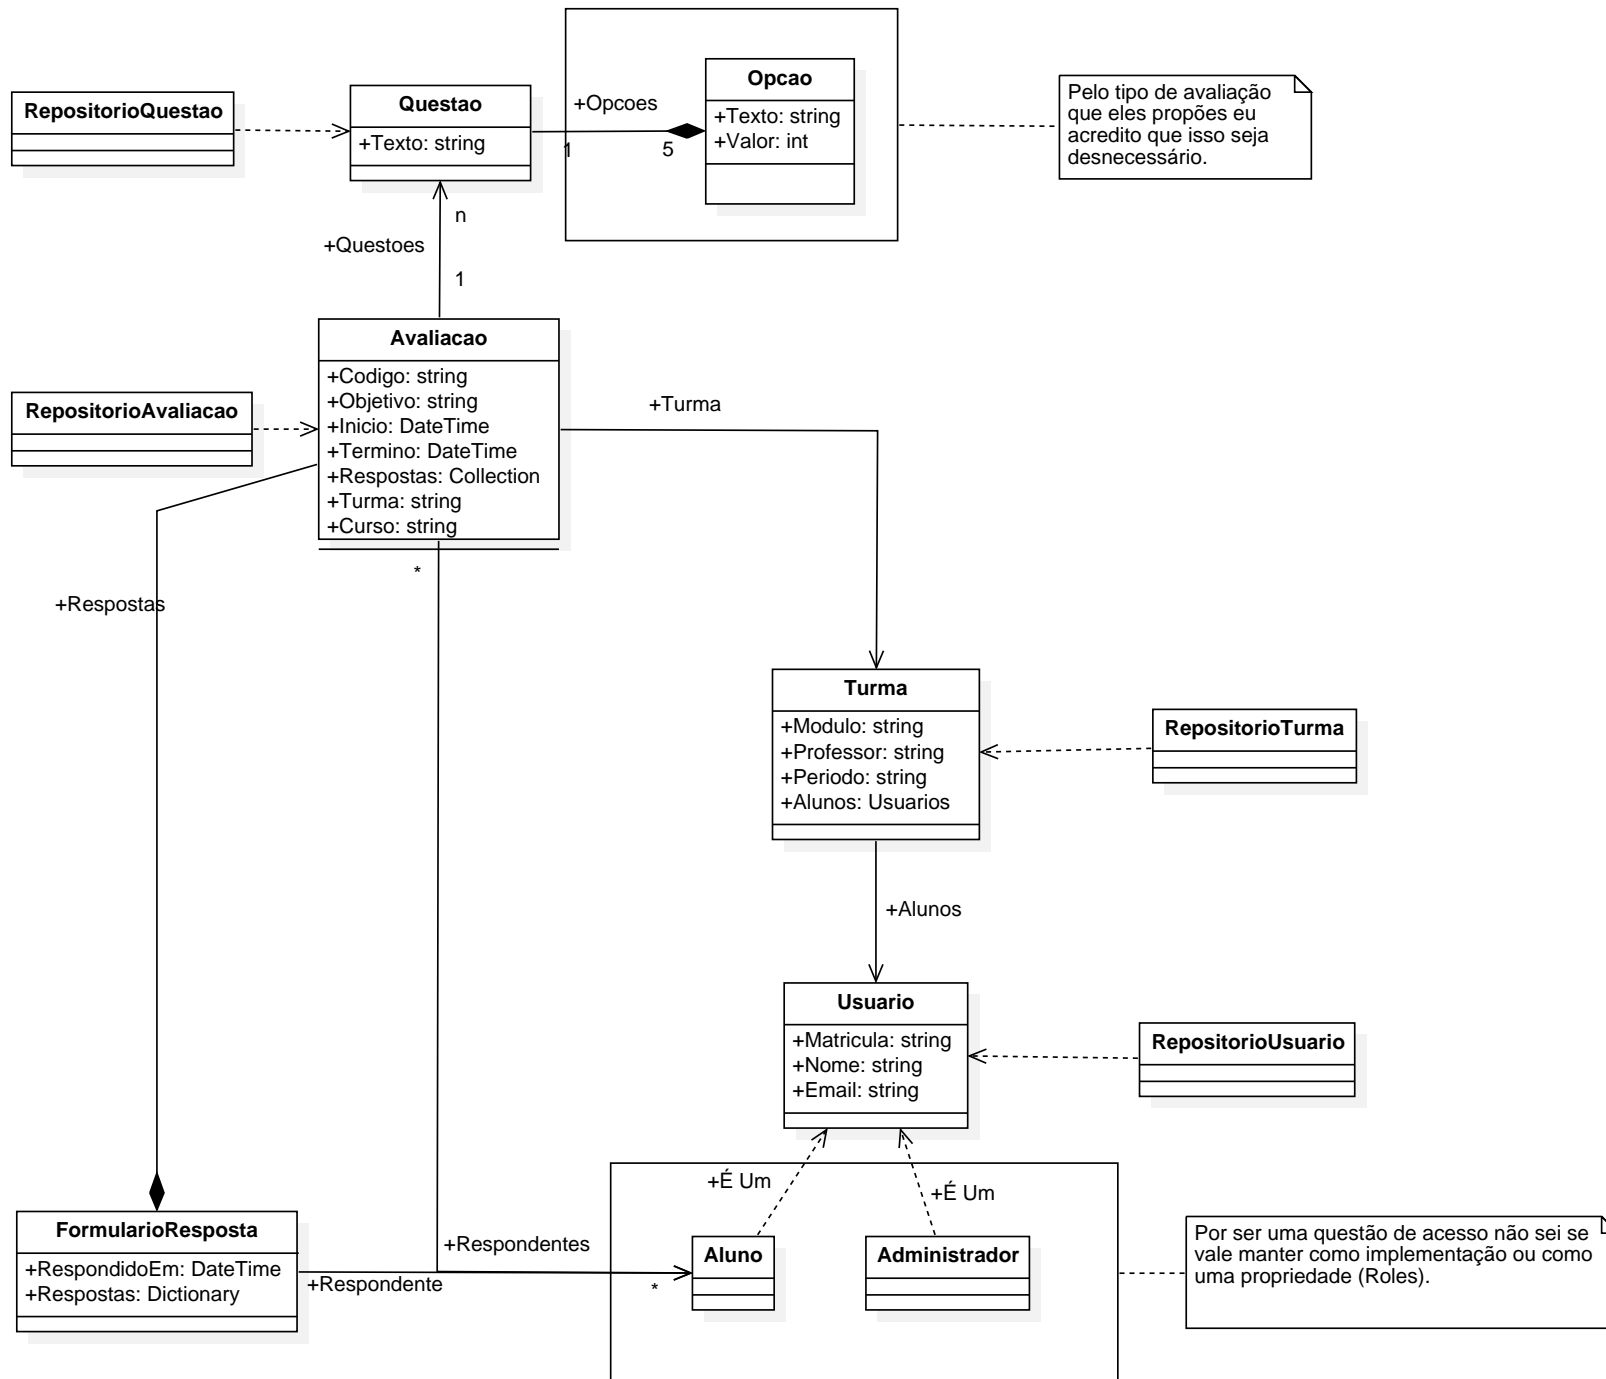 Opcao
+Texto: string
+Valor: int
Pelo tipo de avaliação
que eles propões eu
acredito que isso seja
desnecessário.
RepositorioQuestao
Questao
+Texto: string
+Opcoes
1
5
n
+Questoes
1
Avaliacao
+Codigo: string
+Objetivo: string
+Inicio: DateTime
+Termino: DateTime
+Respostas: Collection
+Turma: string
+Curso: string
RepositorioAvaliacao
+Turma
*
+Respostas
Turma
+Modulo: string
+Professor: string
+Periodo: string
+Alunos: Usuarios
RepositorioTurma
+Alunos
Usuario
+Matricula: string
+Nome: string
+Email: string
RepositorioUsuario
+É Um
+É Um
FormularioResposta
+RespondidoEm: DateTime
+Respostas: Dictionary
+Respondentes
+Respondente
*
Aluno
Administrador
Por ser uma questão de acesso não sei se
vale manter como implementação ou como
uma propriedade (Roles).